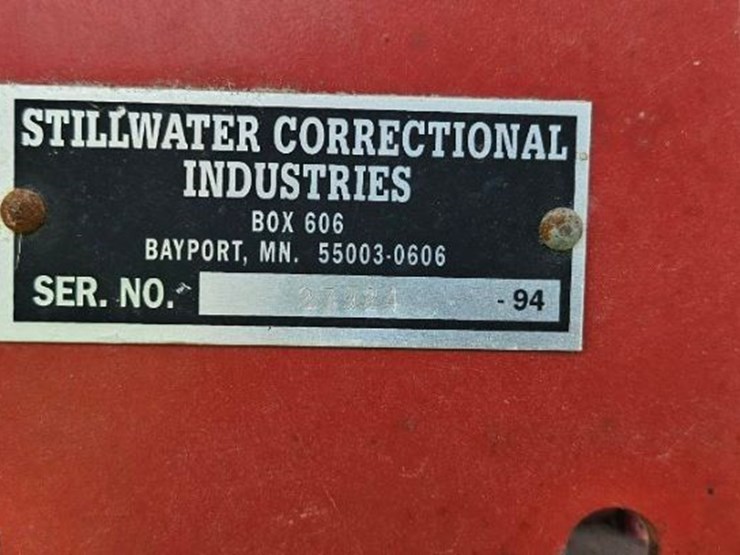 STILLWATER CORRECTIONAL
INDUSTRIES
BOX 606
BAYPORT, MN. 55003-0606
SER. NO. - 94